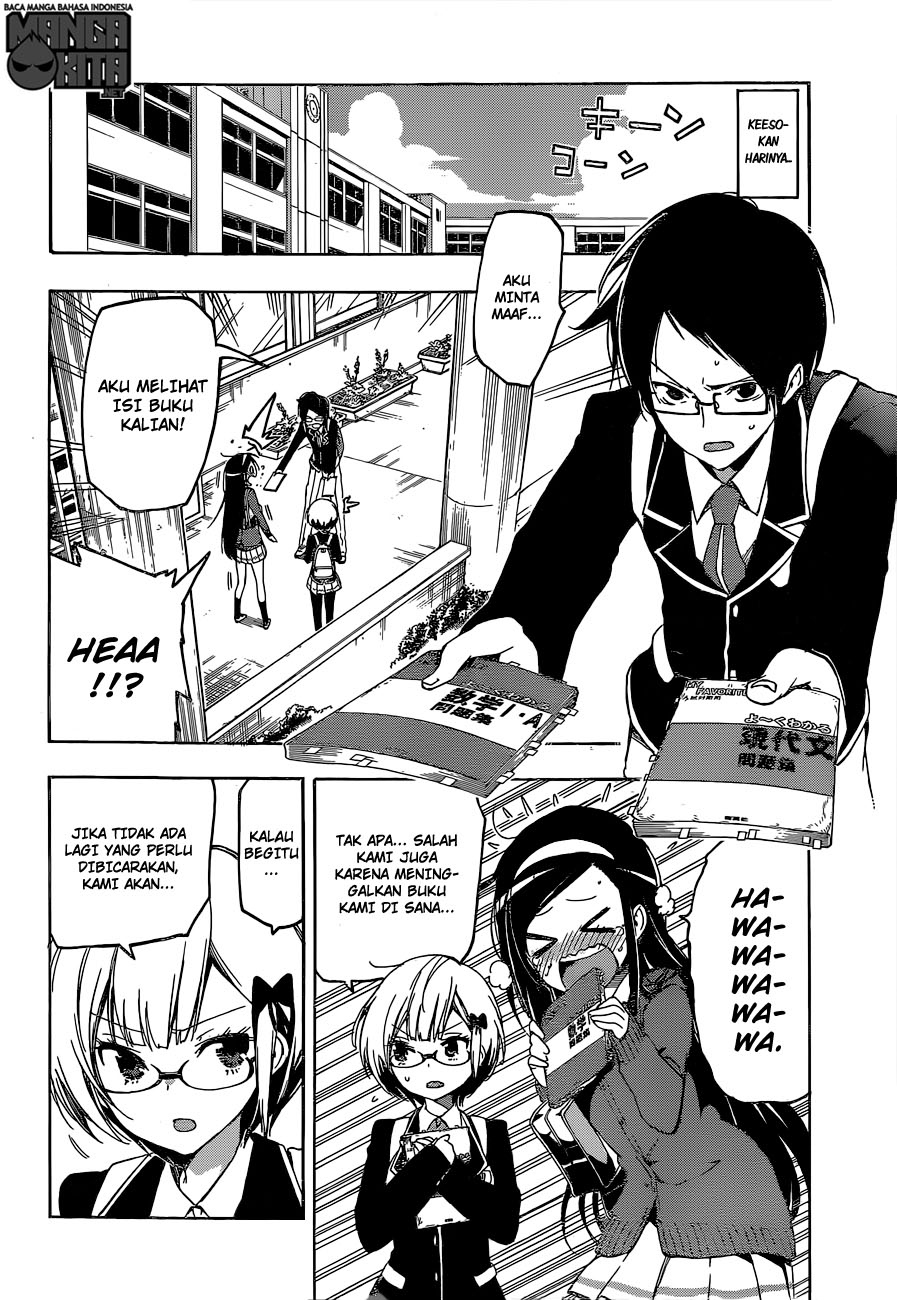 BACA MANGA BAHASA INDONESIA
MANGA
KITA
.NET
KEESO-
KAN
HARINYA..
キーン
コーン
AKU
MINTA
MAAF...
AKU MELIHAT
ISI BUKU
KALIAN!
HEAA
!!?
数学I・A
問題集
MY
FAVORITE
よ〜くわかる
現代文
問題集
HA-
WA-
WA-
WA-
WA-
WA.
TAK APA... SALAH
KAMI JUGA
KARENA MENING-
GALKAN BUKU
KAMI DI SANA...
数学
問題集
KALAU
BEGITU
...
JIKA TIDAK ADA
LAGI YANG PERLU
DIBICARAKAN,
KAMI AKAN...